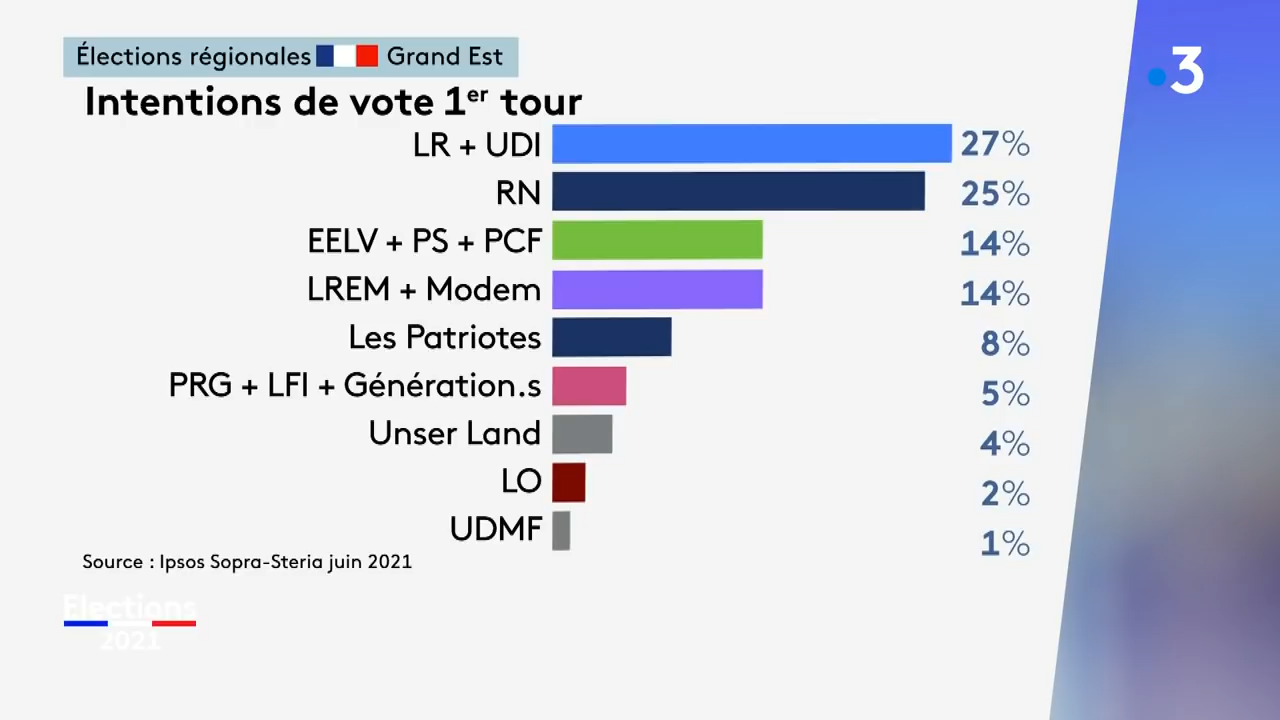 Élections régionales Grand Est
3
Intentions de vote 1er tour
LR + UDI 27%
RN 25%
EELV + PS + PCF 14%
LREM + Modem 14%
Les Patriotes 8%
PRG + LFI + Génération.s 5%
Unser Land 4%
LO 2%
UDMF 1%
Source : Ipsos Sopra-Steria juin 2021
Elections
2021